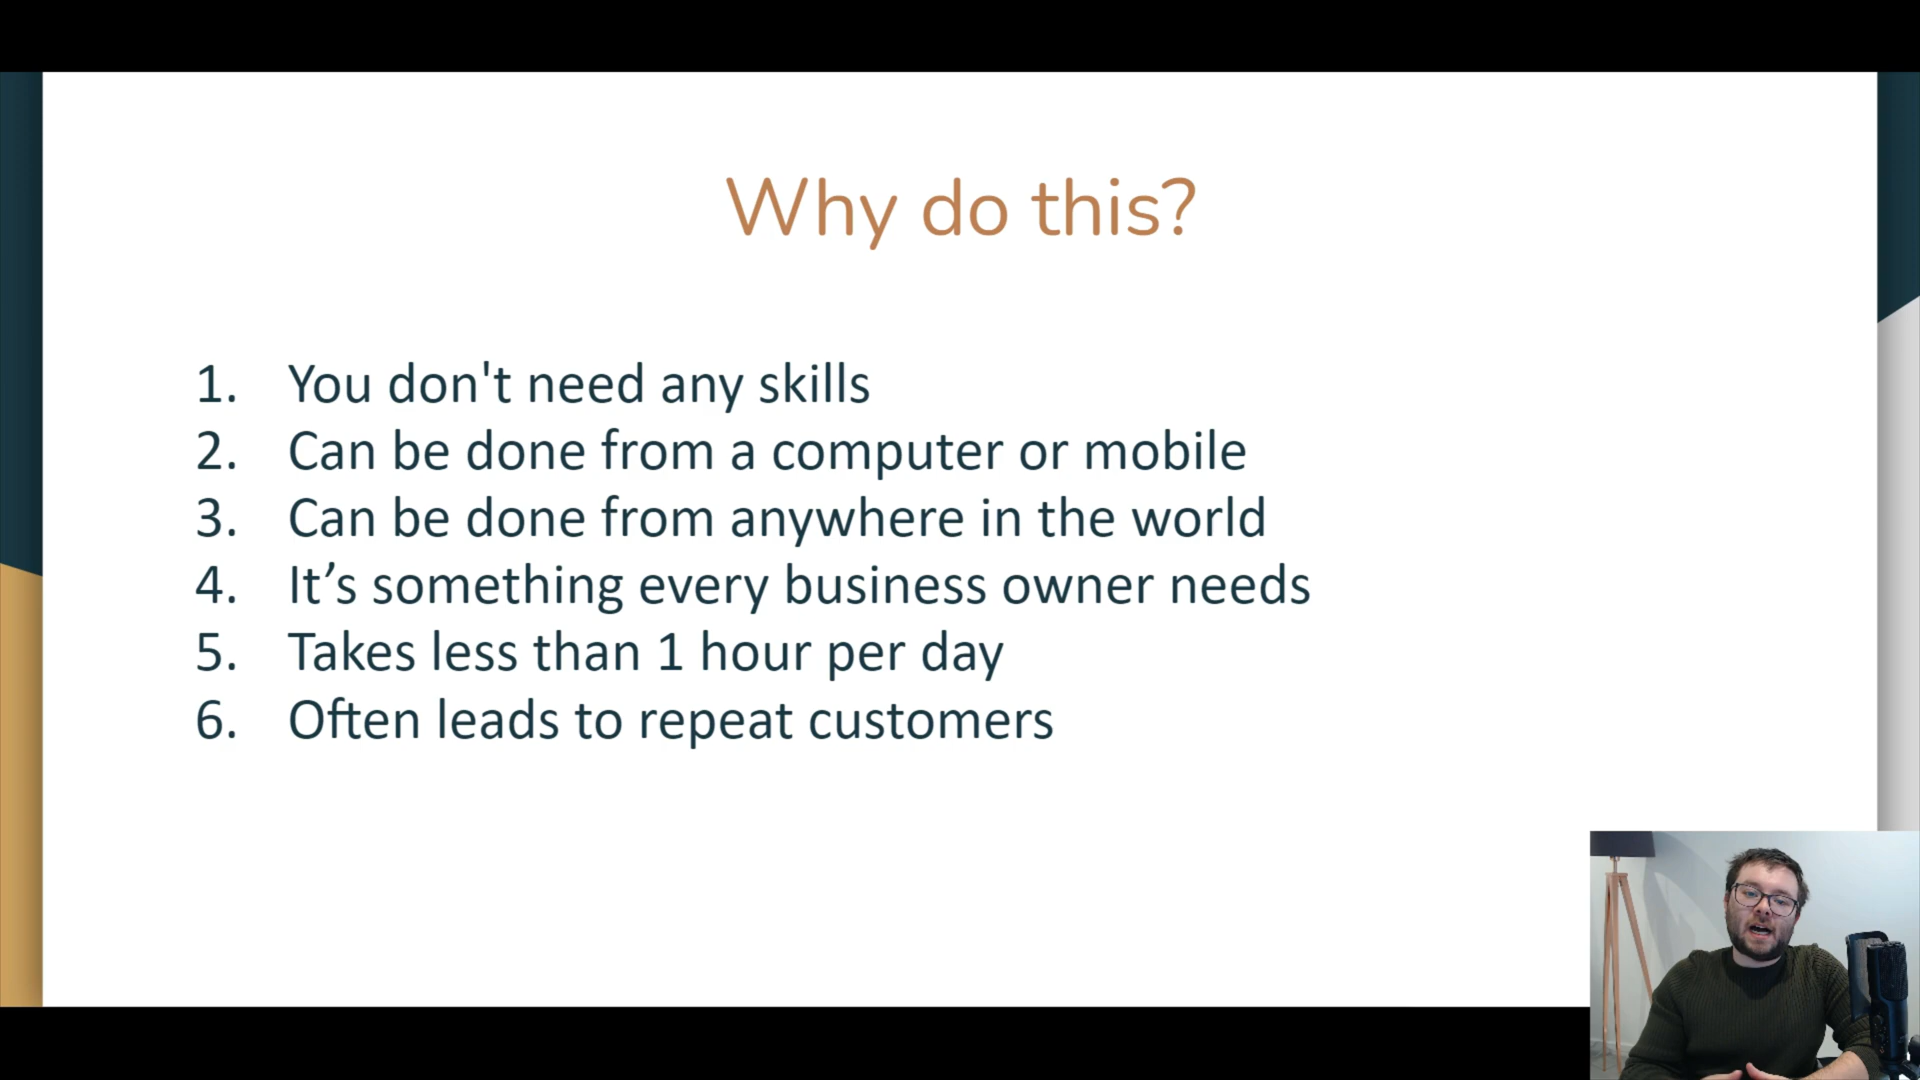 Why do this?
1. You don't need any skills
2. Can be done from a computer or mobile
3. Can be done from anywhere in the world
4. It’s something every business owner needs
5. Takes less than 1 hour per day
6. Often leads to repeat customers